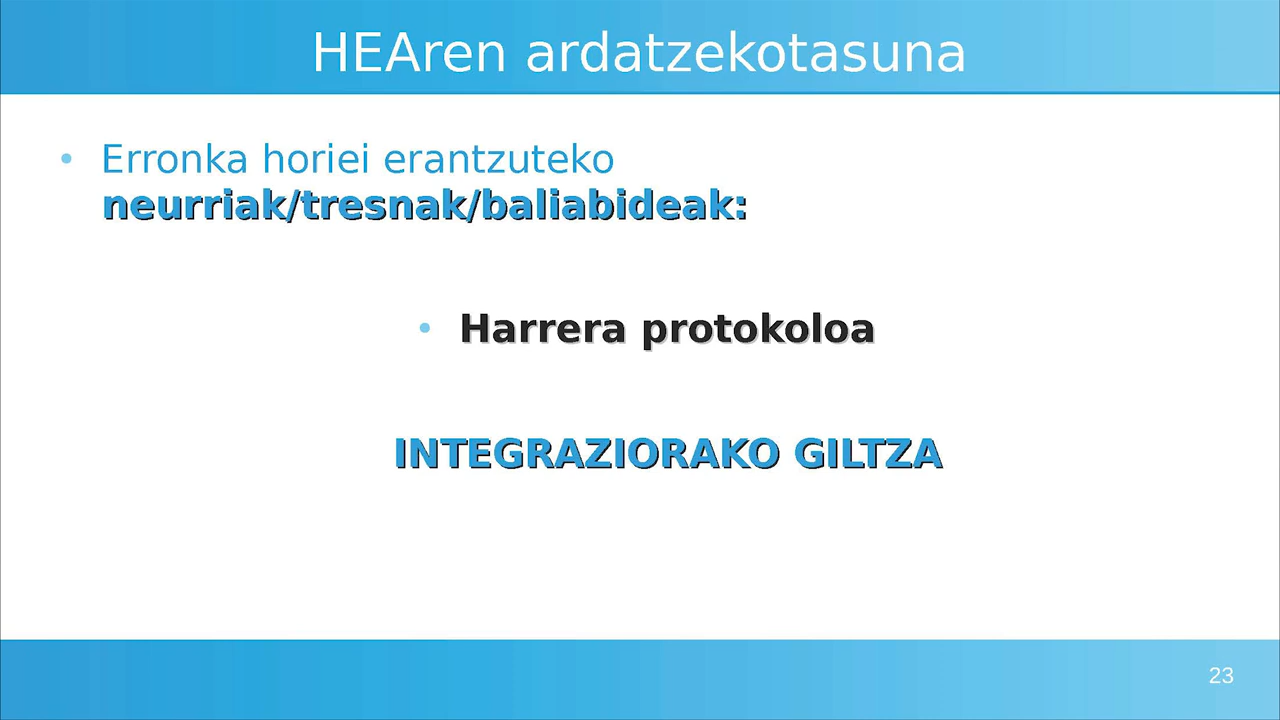 HEAren ardatzekotasuna
• Erronka horiei erantzuteko
neurriak/tresnak/baliabideak:
• Harrera protokoloa
INTEGRAZIORAKO GILTZA
23